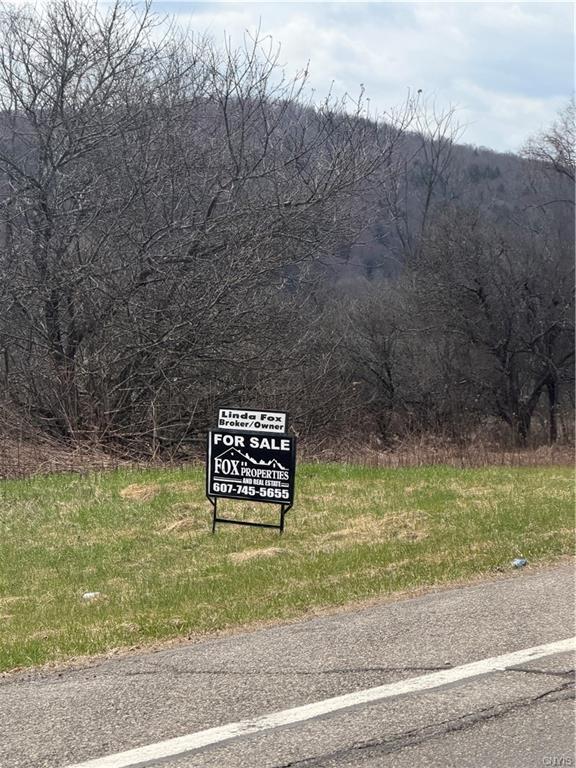 Linda Fox
Broker/Owner
FOR SALE
FOX PROPERTIES
AND REAL ESTATE
607-745-5655
CNYIS